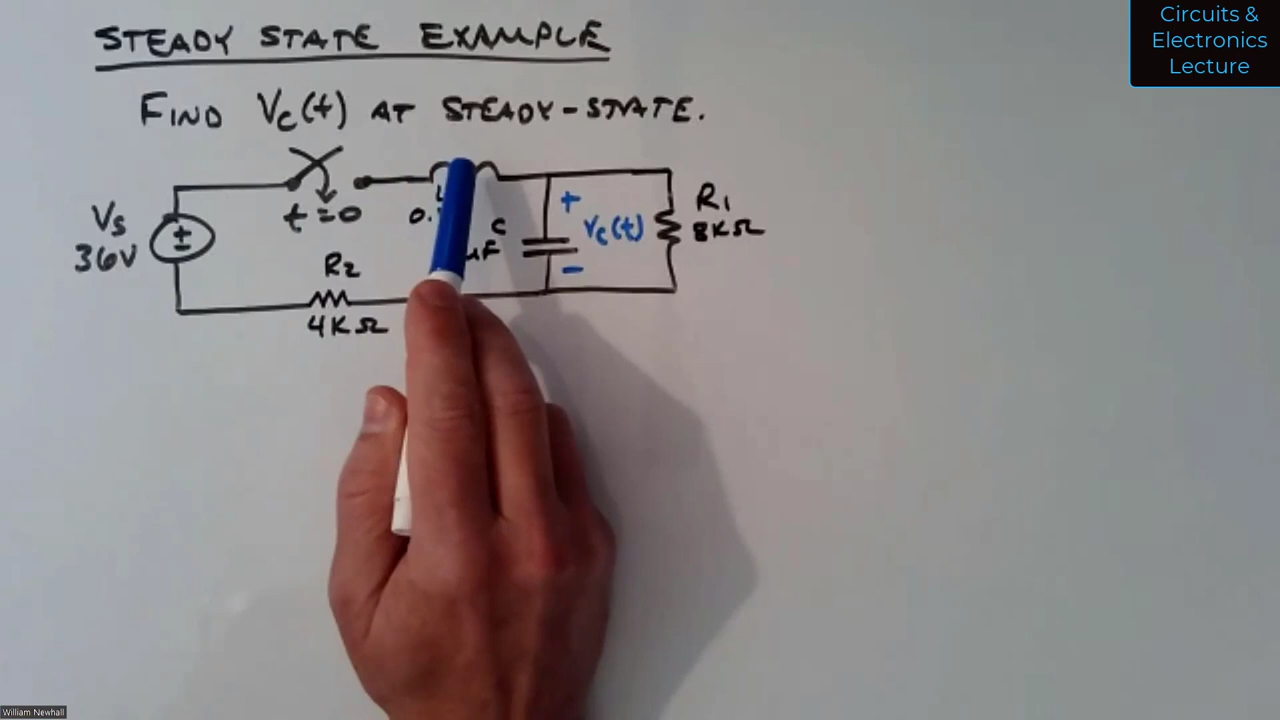 Circuits &
Electronics
Lecture
STEADY STATE EXAMPLE
FIND Vc(t) AT STEADY-STATE.
Vs
36V
t=0
C
μF
+
Vc(t)
-
R1
8KΩ
R2
4KΩ
William Newhall